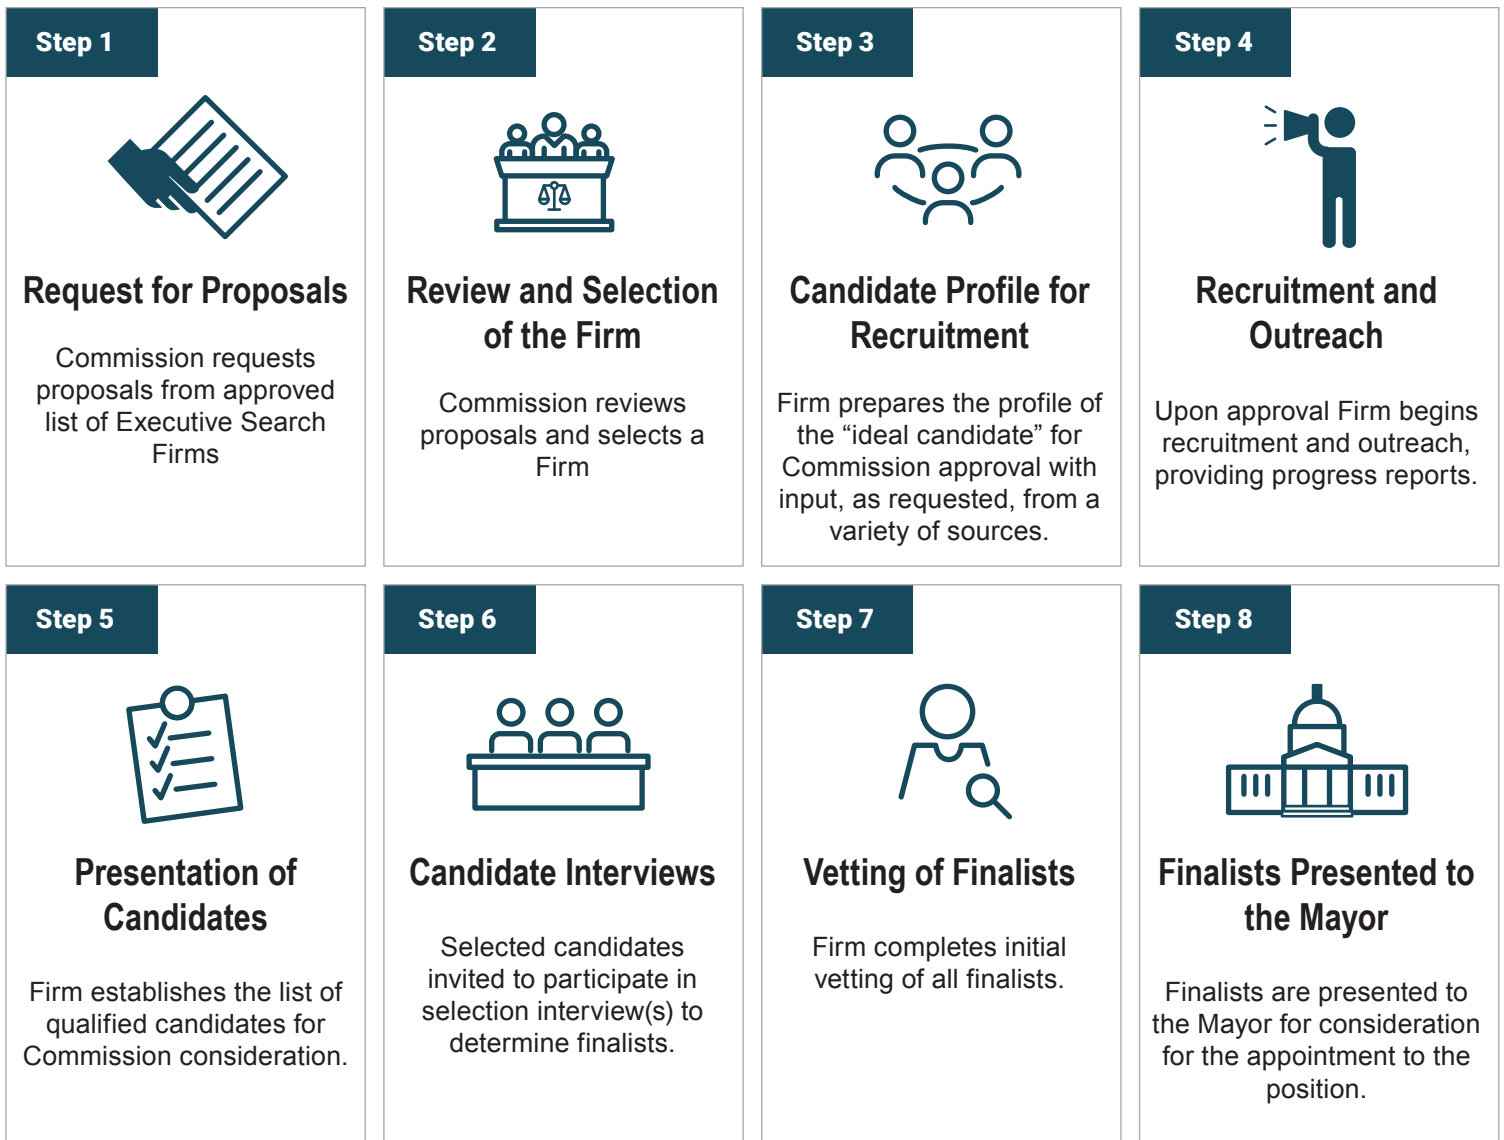 Step 1
Request for Proposals
Commission requests
proposals from approved
list of Executive Search
Firms
Step 2
Review and Selection
of the Firm
Commission reviews
proposals and selects a
Firm
Step 3
Candidate Profile for
Recruitment
Firm prepares the profile of
the “ideal candidate” for
Commission approval with
input, as requested, from a
variety of sources.
Step 4
Recruitment and
Outreach
Upon approval Firm begins
recruitment and outreach,
providing progress reports.
Step 5
Presentation of
Candidates
Firm establishes the list of
qualified candidates for
Commission consideration.
Step 6
Candidate Interviews
Selected candidates
invited to participate in
selection interview(s) to
determine finalists.
Step 7
Vetting of Finalists
Firm completes initial
vetting of all finalists.
Step 8
Finalists Presented to
the Mayor
Finalists are presented to
the Mayor for consideration
for the appointment to the
position.